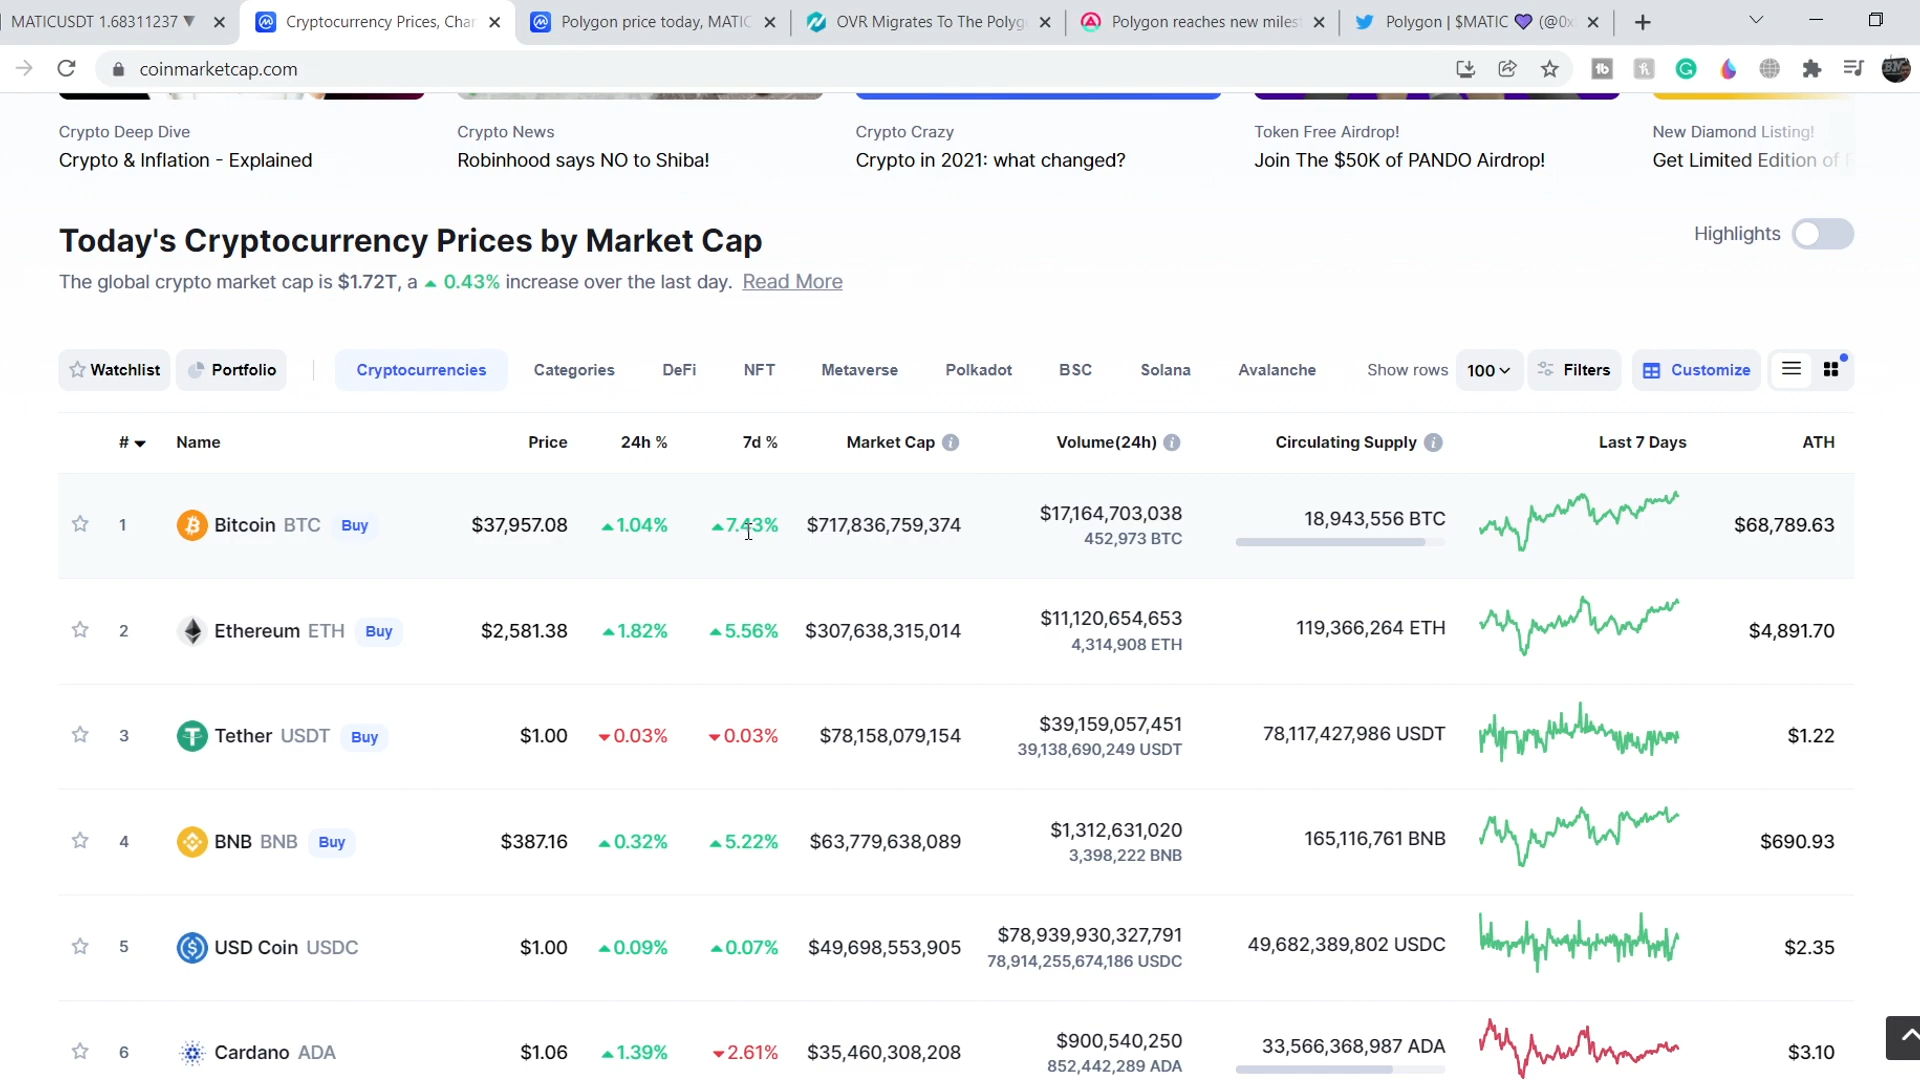 MATICUSDT 1.68311237 ▼
Cryptocurrency Prices, Char
Polygon price today, MATIC
OVR Migrates To The Polyg
Polygon reaches new miles
Polygon | $MATIC 💜 (@0x
coinmarketcap.com
Crypto Deep Dive
Crypto & Inflation - Explained
Crypto News
Robinhood says NO to Shiba!
Crypto Crazy
Crypto in 2021: what changed?
Token Free Airdrop!
Join The $50K of PANDO Airdrop!
New Diamond Listing!
Get Limited Edition of
Today's Cryptocurrency Prices by Market Cap
Highlights
The global crypto market cap is $1.72T, a ▲ 0.43% increase over the last day. Read More
Watchlist Portfolio Cryptocurrencies Categories DeFi NFT Metaverse Polkadot BSC Solana Avalanche Show rows 100 Filters Customize
# Name Price 24h % 7d % Market Cap Volume(24h) Circulating Supply Last 7 Days ATH
1 Bitcoin BTC Buy $37,957.08 ▲1.04% ▲7.43% $717,836,759,374 $17,164,703,038 18,943,556 BTC $68,789.63
452,973 BTC
2 Ethereum ETH Buy $2,581.38 ▲1.82% ▲5.56% $307,638,315,014 $11,120,654,653 119,366,264 ETH $4,891.70
4,314,908 ETH
3 Tether USDT Buy $1.00 ▼0.03% ▼0.03% $78,158,079,154 $39,159,057,451 78,117,427,986 USDT $1.22
39,138,690,249 USDT
4 BNB BNB Buy $387.16 ▲0.32% ▲5.22% $63,779,638,089 $1,312,631,020 165,116,761 BNB $690.93
3,398,222 BNB
5 USD Coin USDC $1.00 ▲0.09% ▲0.07% $49,698,553,905 $78,939,930,327,791 49,682,389,802 USDC $2.35
78,914,255,674,186 USDC
6 Cardano ADA $1.06 ▲1.39% ▼2.61% $35,460,308,208 $900,540,250 33,566,368,987 ADA $3.10
852,442,289 ADA